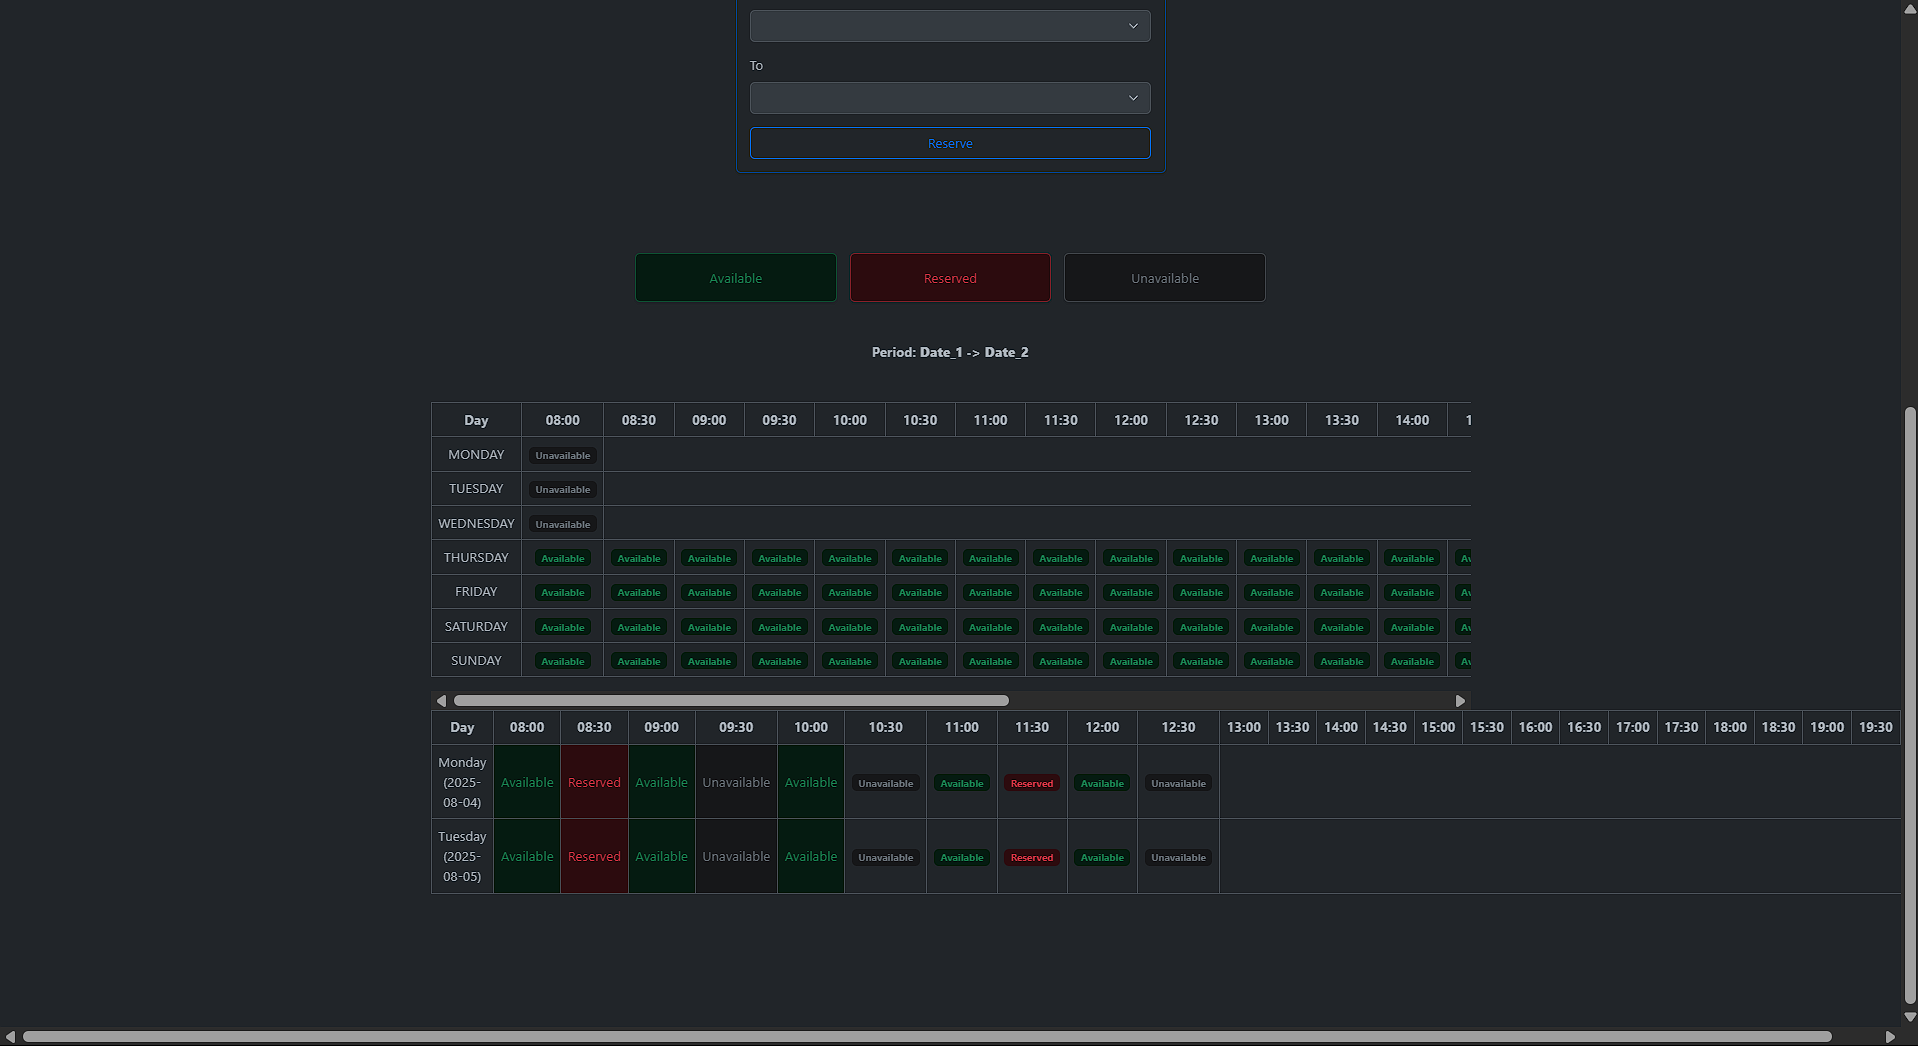 To
Reserve
Available Reserved Unavailable
Period: Date_1 -> Date_2
Day 08:00 08:30 09:00 09:30 10:00 10:30 11:00 11:30 12:00 12:30 13:00 13:30 14:00 1
MONDAY Unavailable
TUESDAY Unavailable
WEDNESDAY Unavailable
THURSDAY Available Available Available Available Available Available Available Available Available Available Available Available Available Av
FRIDAY Available Available Available Available Available Available Available Available Available Available Available Available Available Av
SATURDAY Available Available Available Available Available Available Available Available Available Available Available Available Available Av
SUNDAY Available Available Available Available Available Available Available Available Available Available Available Available Available Av
Day 08:00 08:30 09:00 09:30 10:00 10:30 11:00 11:30 12:00 12:30 13:00 13:30 14:00 14:30 15:00 15:30 16:00 16:30 17:00 17:30 18:00 18:30 19:00 19:30
Monday
(2025-
08-04)
Available Reserved Available Unavailable Available Unavailable Available Reserved Available Unavailable
Tuesday
(2025-
08-05)
Available Reserved Available Unavailable Available Unavailable Available Reserved Available Unavailable